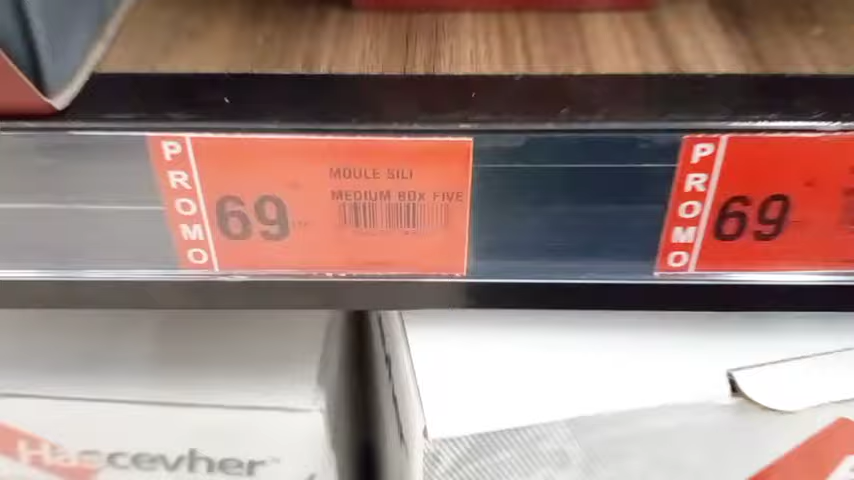 PROMO
69
MOULE SILI
MEDIUM BOX FIVE
PROMO
69
Hascevher